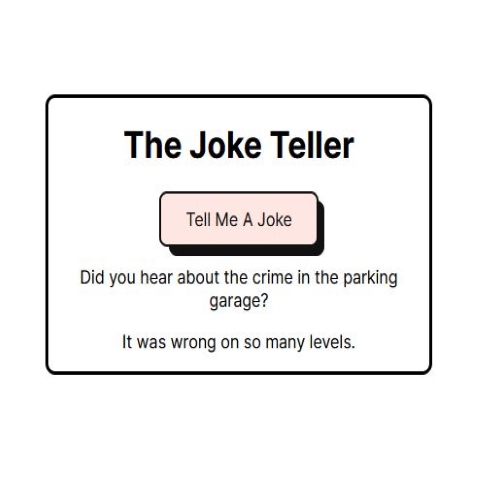 The Joke Teller
Tell Me A Joke
Did you hear about the crime in the parking
garage?
It was wrong on so many levels.